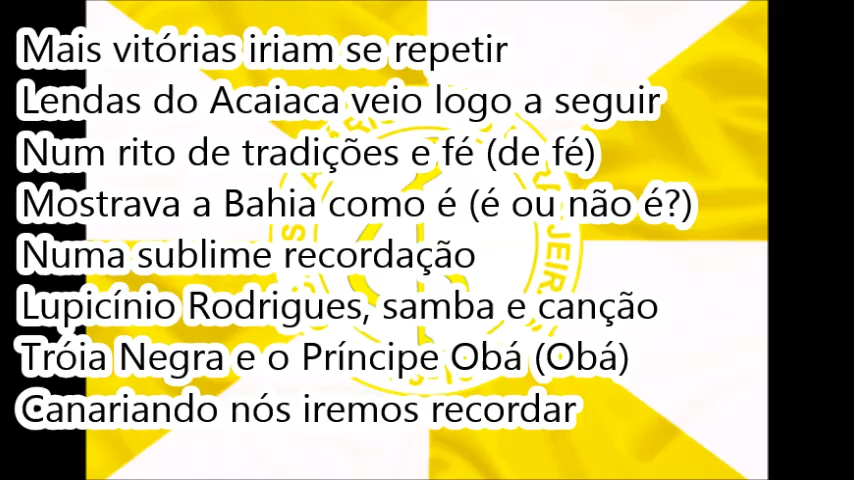 Mais vitórias iriam se repetir
Lendas do Acaiaca veio logo a seguir
Num rito de tradições e fé (de fé)
Mostrava a Bahia como é (é ou não é?)
Numa sublime recordação
Lupicínio Rodrigues, samba e canção
Tróia Negra e o Príncipe Obá (Obá)
Canariando nós iremos recordar